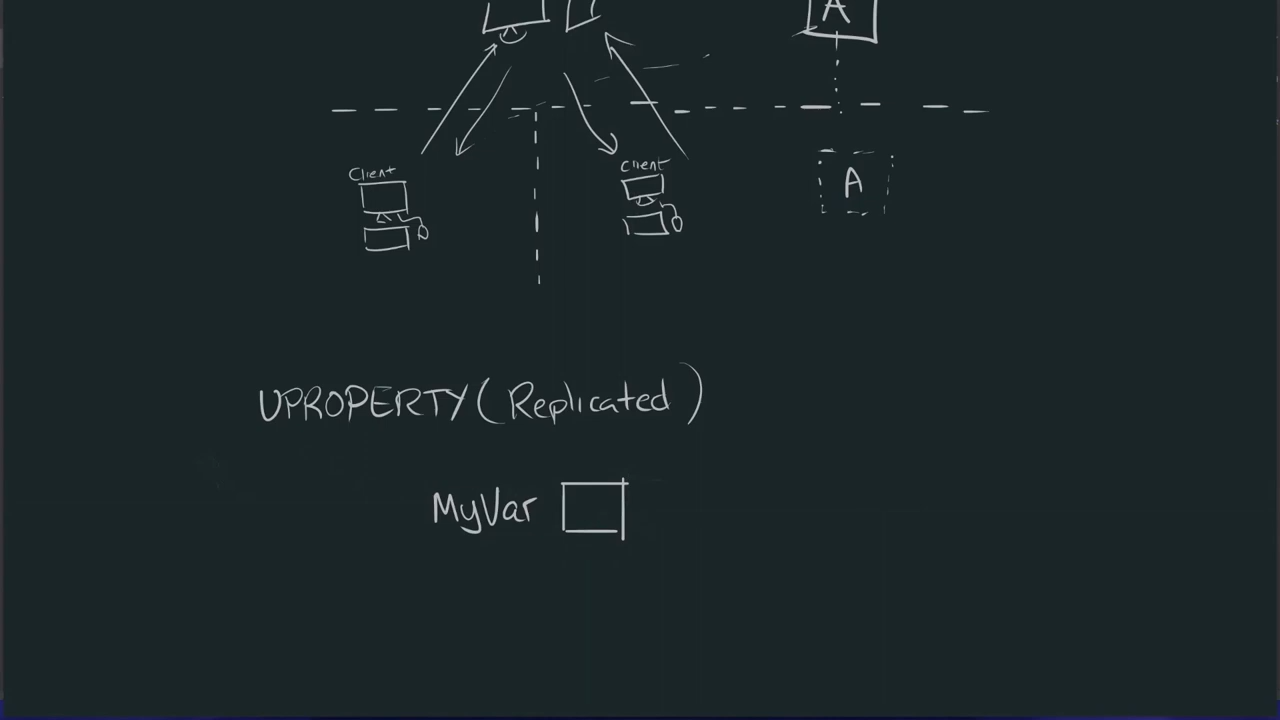 A
Client
Client
A
UPROPERTY(Replicated)
MyVar